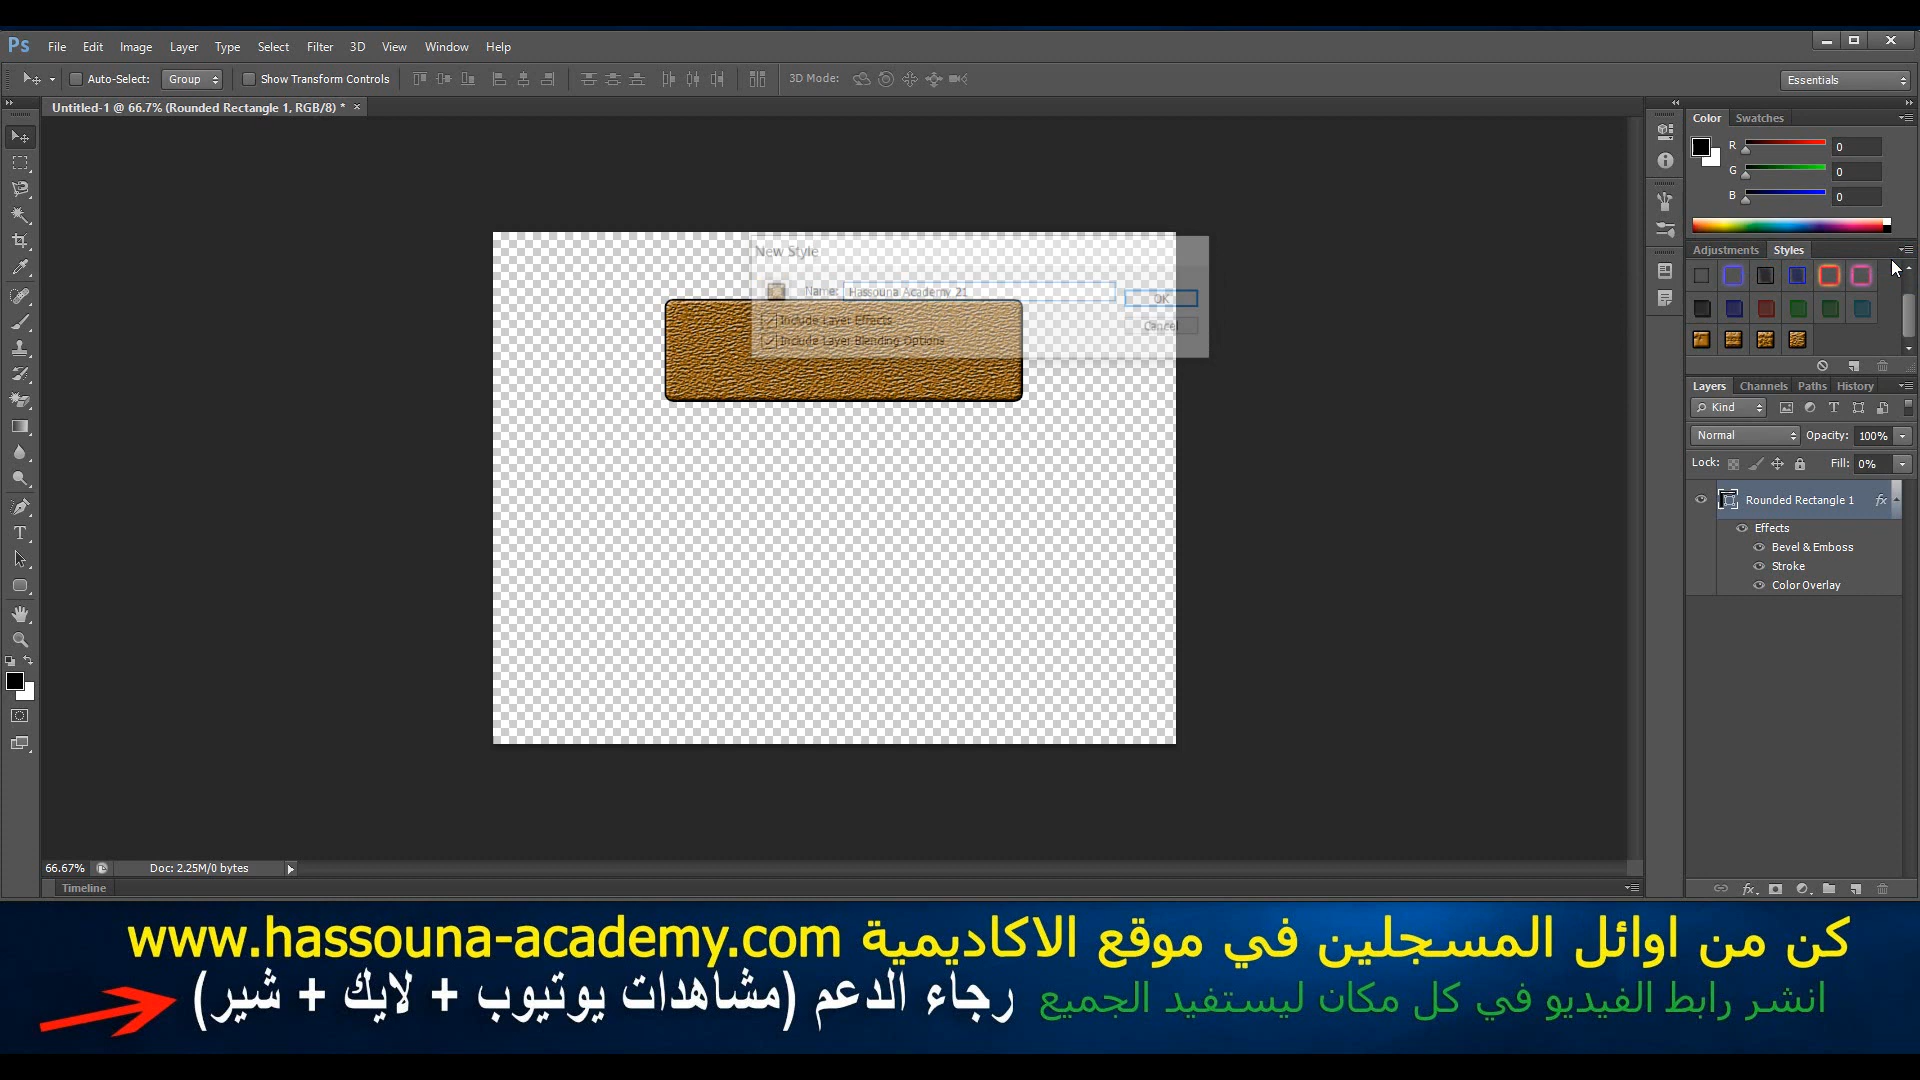 Ps File Edit Image Layer Type Select Filter 3D View Window Help
Auto-Select: Group Show Transform Controls 3D Mode: Essentials
Untitled-1 @ 66.7% (Rounded Rectangle 1, RGB/8) * ×
Color Swatches
R 0
G 0
B 0
Adjustments Styles
New Style
Name: Hassouna Academy 21
OK
Include Layer Effects
Cancel
Include Layer Blending Options
Layers Channels Paths History
Kind
Normal Opacity: 100%
Lock: Fill: 0%
Rounded Rectangle 1 fx
Effects
Bevel & Emboss
Stroke
Color Overlay
66.67% Doc: 2.25M/0 bytes
Timeline
كن من اوائل المسجلين في موقع الاكاديمية www.hassouna-academy.com
انشر رابط الفيديو في كل مكان ليستفيد الجميع رجاء الدعم (مشاهدات يوتيوب + لايك + شير)